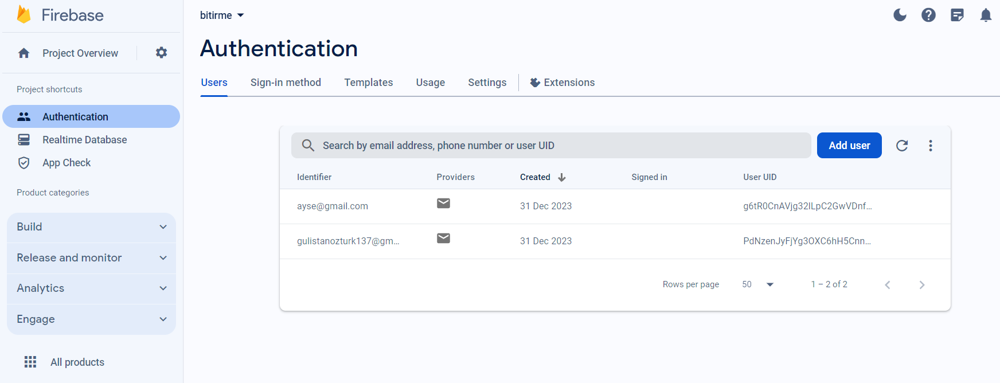 Firebase
Project Overview
Project shortcuts
Authentication
Realtime Database
App Check
Product categories
Build
Release and monitor
Analytics
Engage
All products
bitirme
Authentication
Users Sign-in method Templates Usage Settings Extensions
Search by email address, phone number or user UID Add user
Identifier Providers Created Signed in User UID
ayse@gmail.com 31 Dec 2023 g6tR0CnAVjg32ILpC2GwVDnf...
gulistanozturk137@gm... 31 Dec 2023 PdNzenJyFjYg3OXC6hH5Cnn...
Rows per page 50 1 – 2 of 2